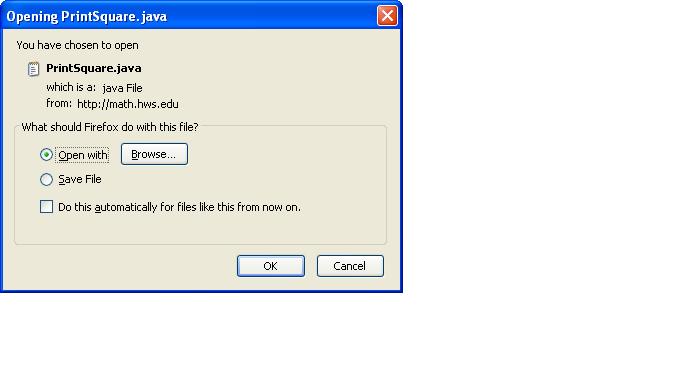 Opening PrintSquare.java
You have chosen to open
PrintSquare.java
which is a: java File
from: http://math.hws.edu
What should Firefox do with this file?
Open with
Browse...
Save File
Do this automatically for files like this from now on.
OK
Cancel